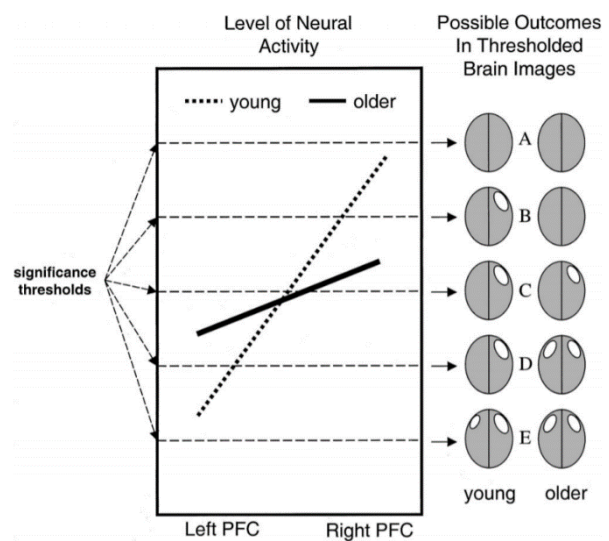 Level of Neural
Activity
Possible Outcomes
In Thresholded
Brain Images
young
older
A
B
significance
thresholds
C
D
E
young
older
Left PFC
Right PFC